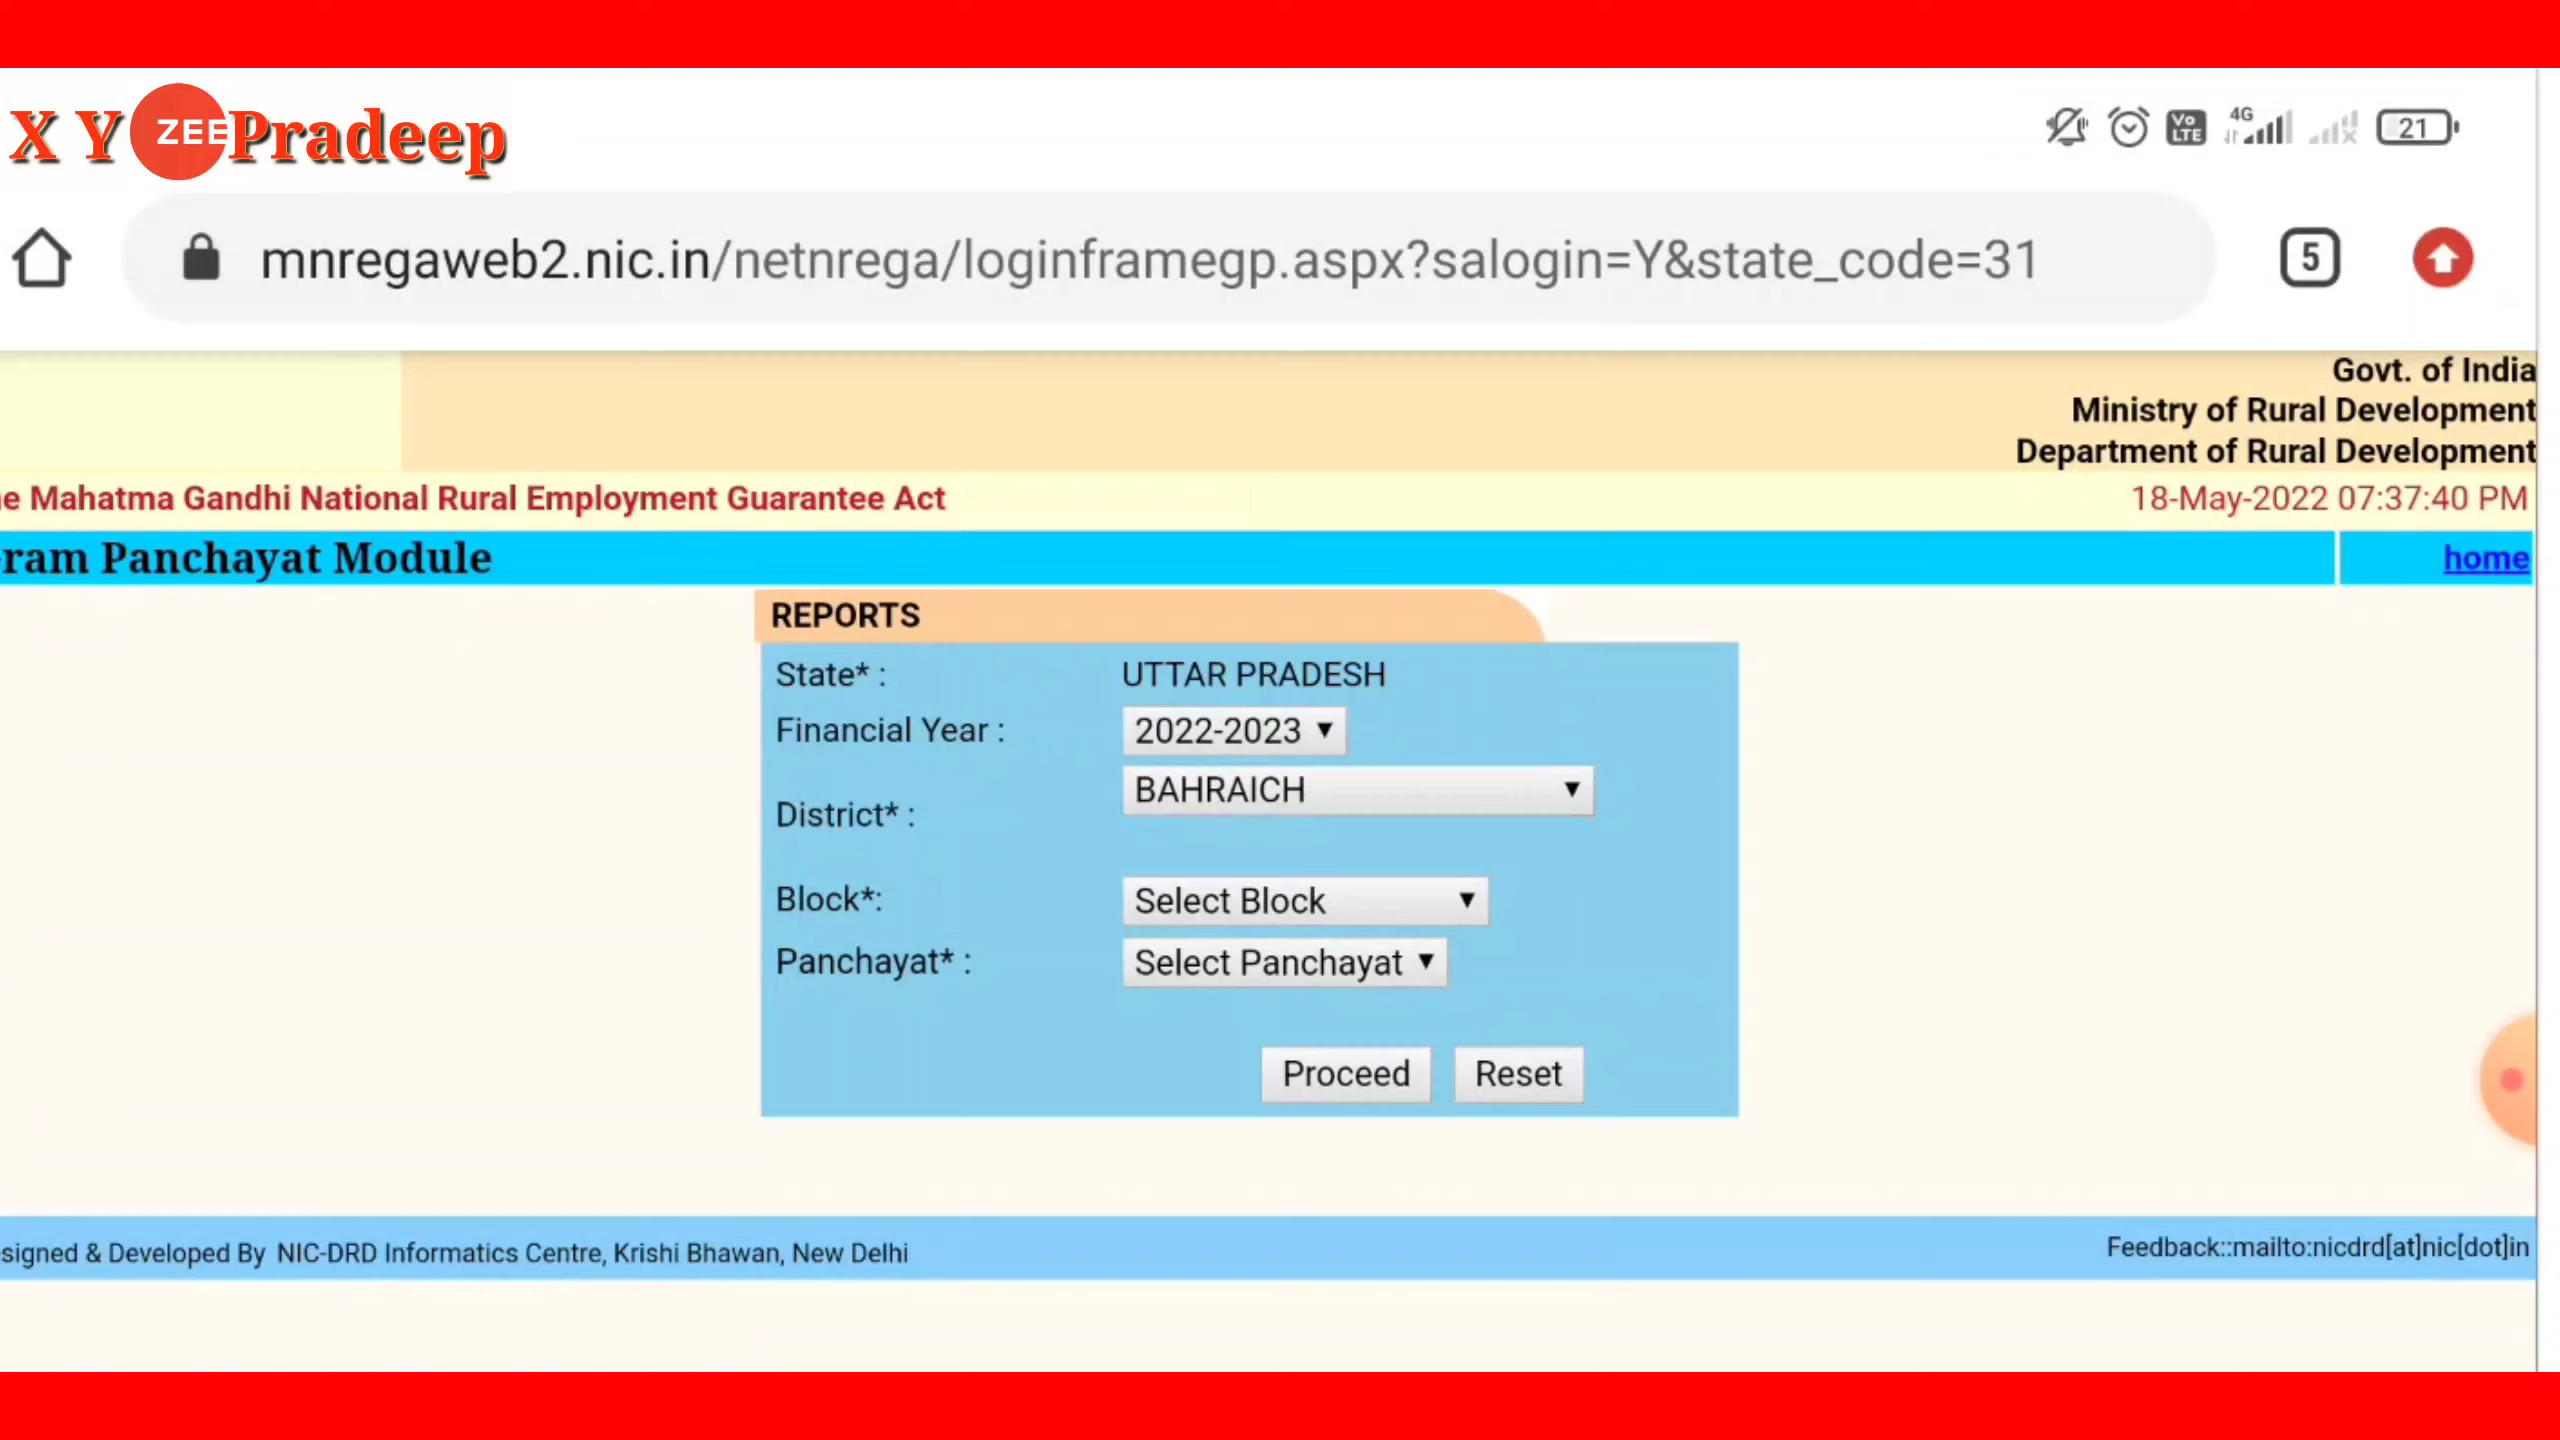 X Y ZEE Pradeep
4G
Vo LTE
21
mnregaweb2.nic.in/netnrega/loginframegp.aspx?salogin=Y&state_code=31
5
Govt. of India
Ministry of Rural Development
Department of Rural Development
e Mahatma Gandhi National Rural Employment Guarantee Act
18-May-2022 07:37:40 PM
ram Panchayat Module
home
REPORTS
State* : UTTAR PRADESH
Financial Year : 2022-2023
District* : BAHRAICH
Block*: Select Block
Panchayat* : Select Panchayat
Proceed Reset
signed & Developed By NIC-DRD Informatics Centre, Krishi Bhawan, New Delhi
Feedback::mailto:nicdrd[at]nic[dot]in